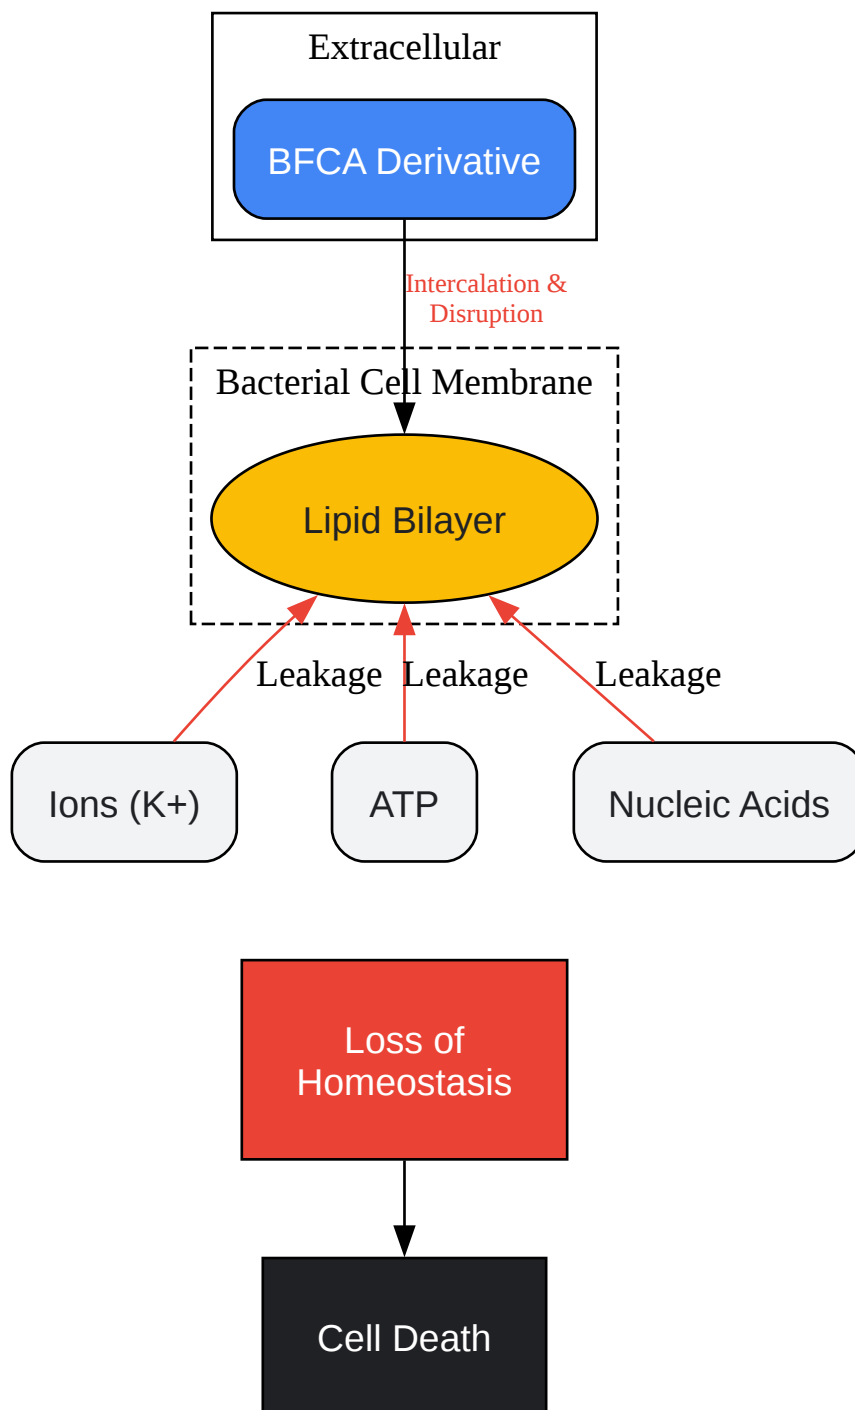 Extracellular
BFCA Derivative
Intercalation &
Disruption
Bacterial Cell Membrane
Lipid Bilayer
Leakage
Leakage
Leakage
Ions (K+)
ATP
Nucleic Acids
Loss of
Homeostasis
Cell Death